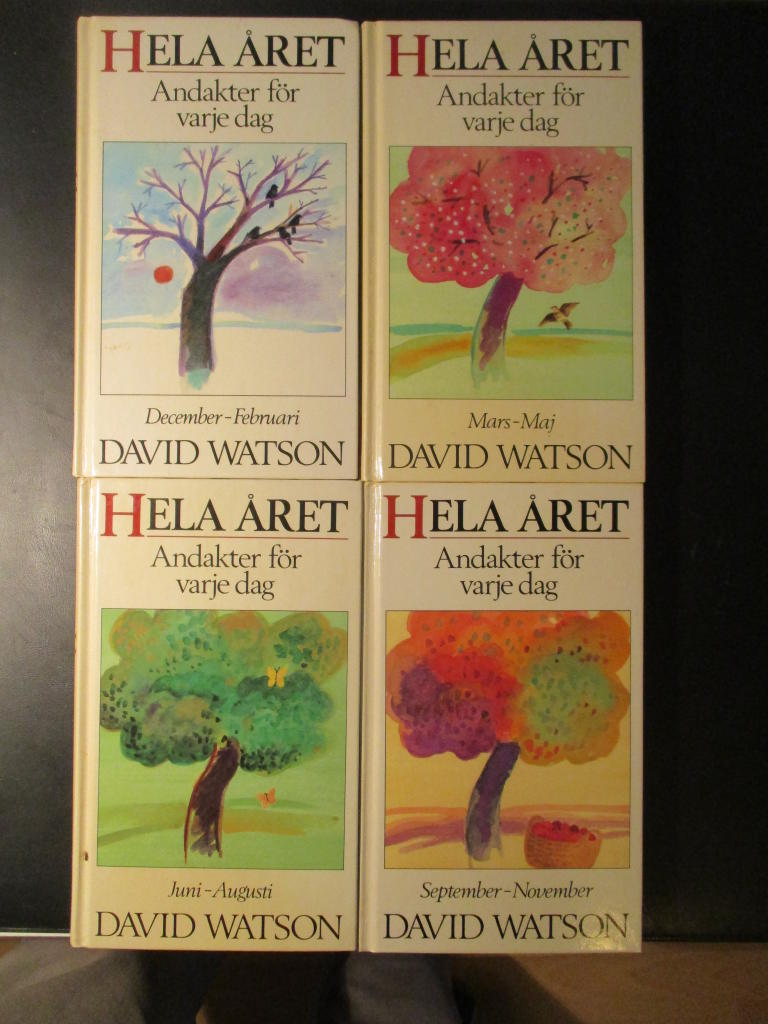 HELA ÅRET
Andakter för
varje dag
December–Februari
DAVID WATSON
HELA ÅRET
Andakter för
varje dag
Mars–Maj
DAVID WATSON
HELA ÅRET
Andakter för
varje dag
Juni–Augusti
DAVID WATSON
HELA ÅRET
Andakter för
varje dag
September–November
DAVID WATSON